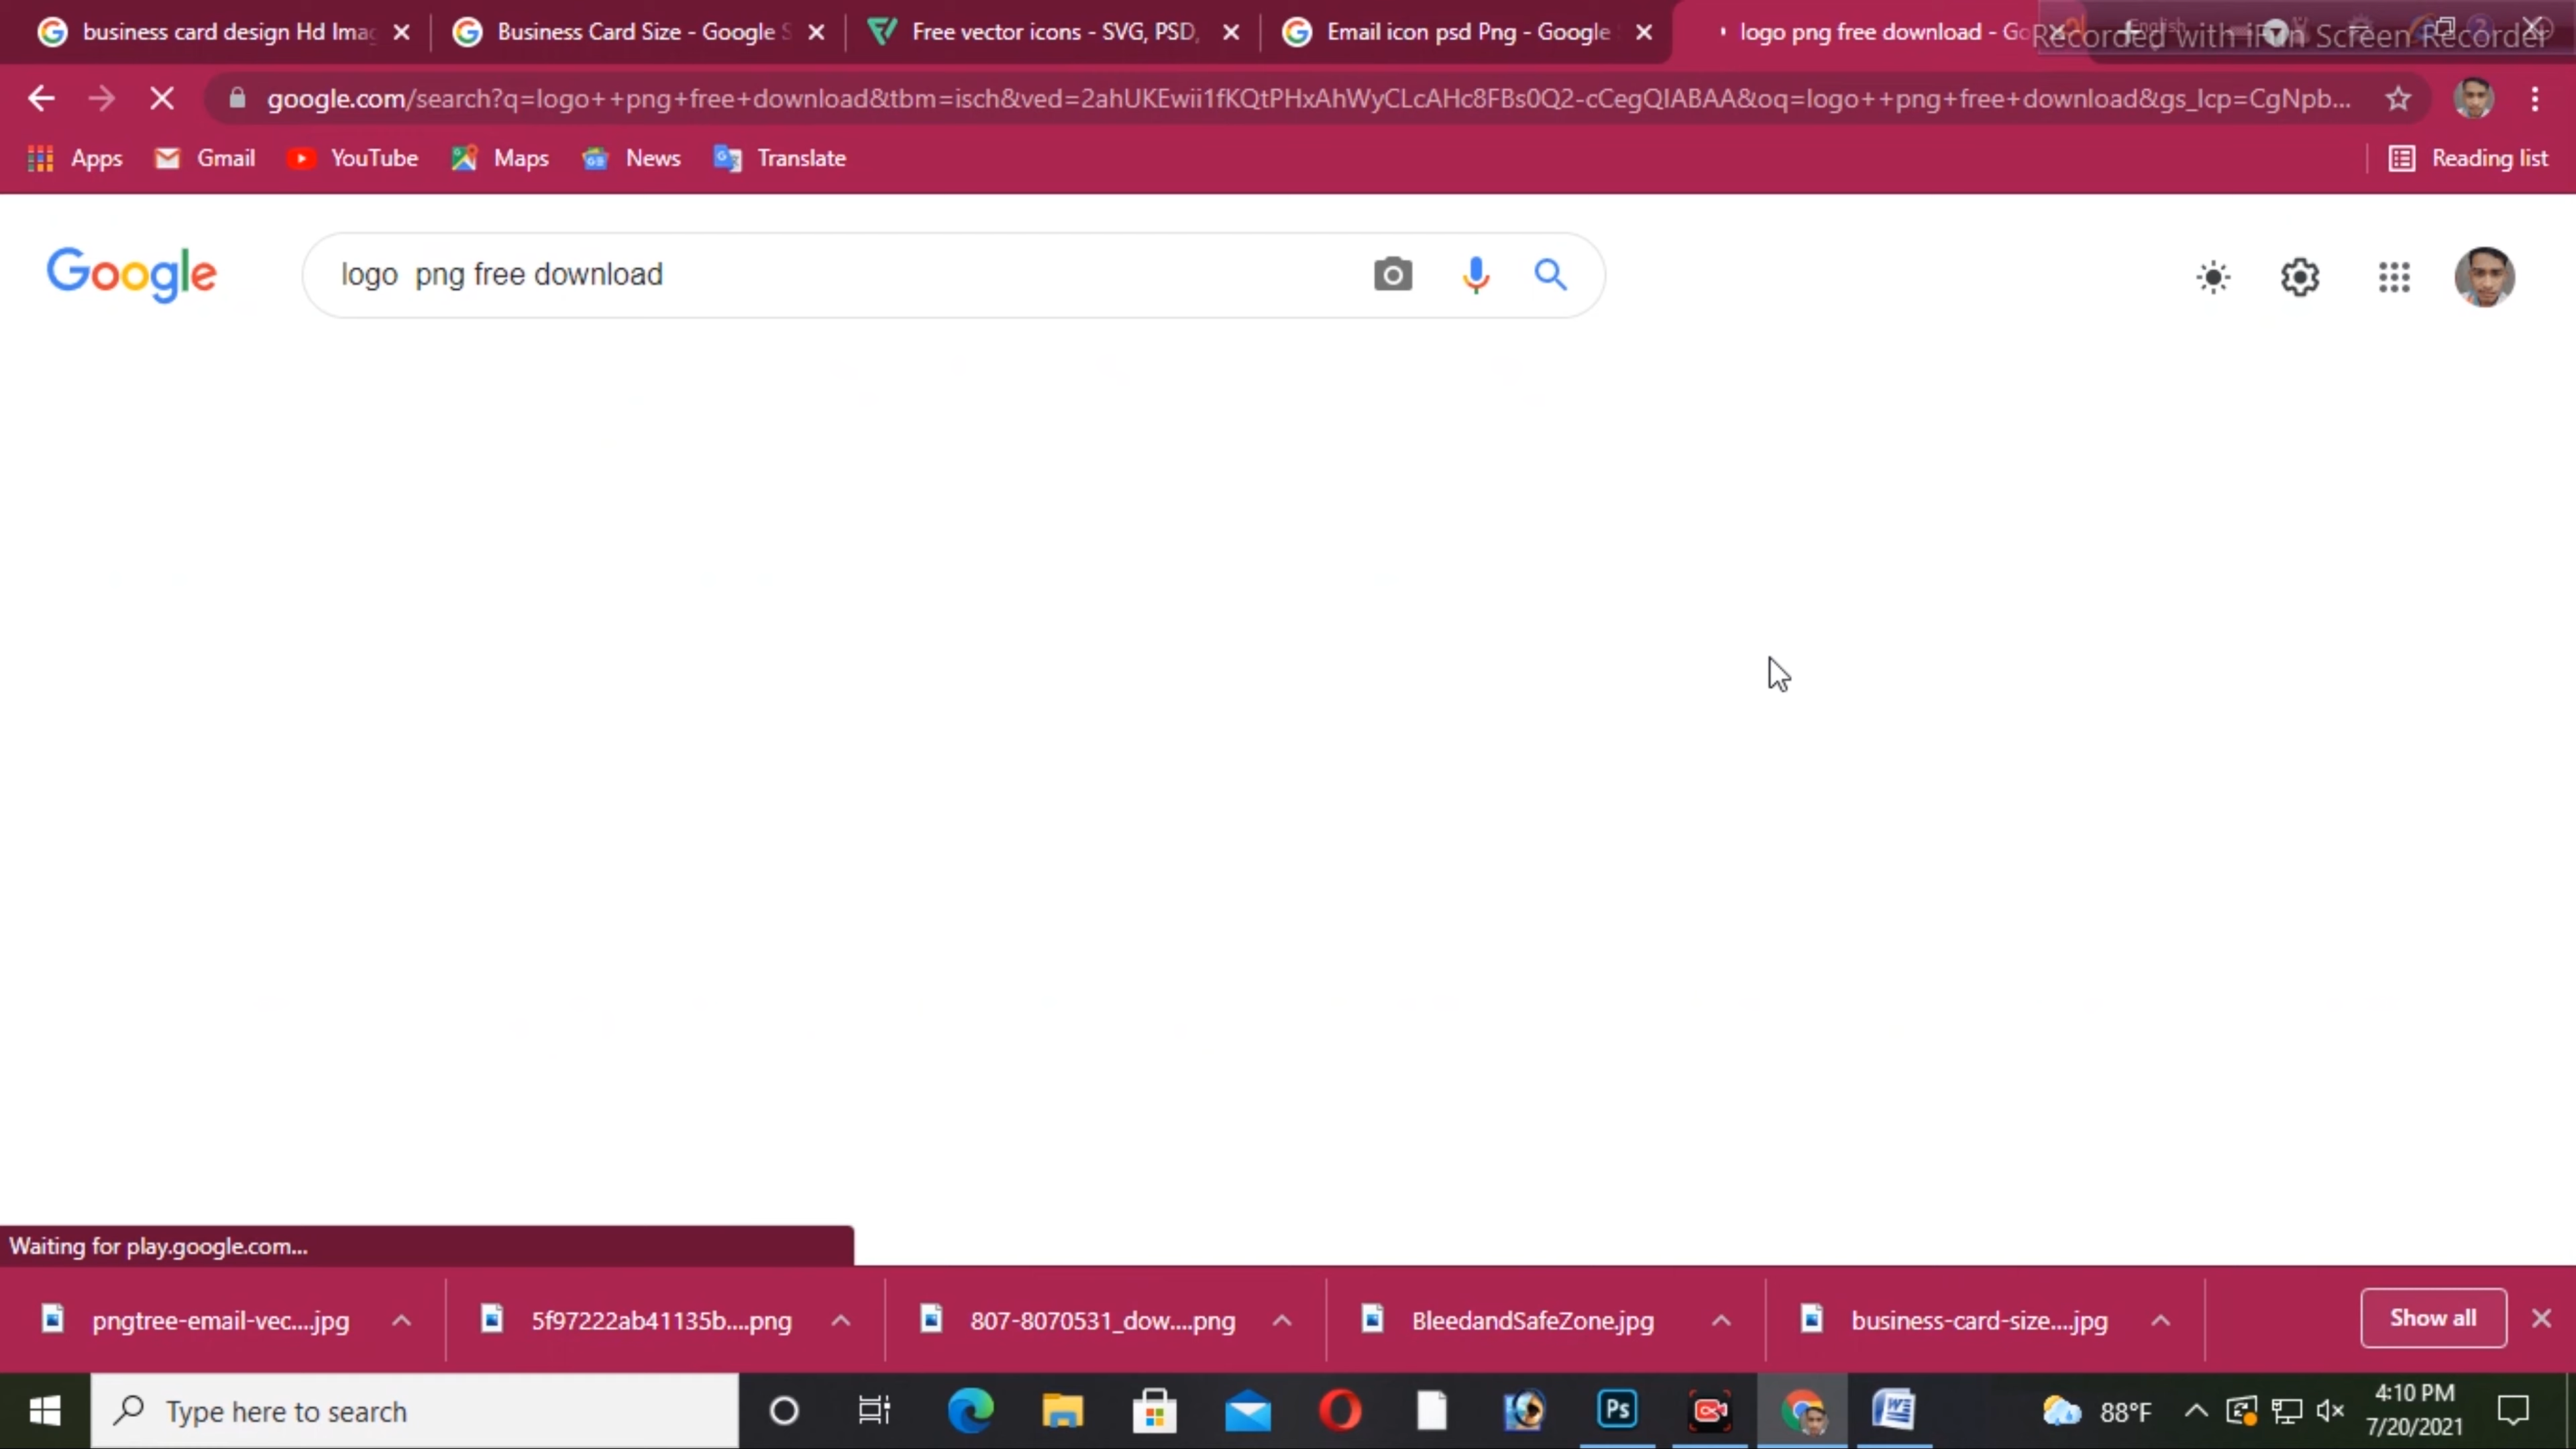 business card design Hd Imag
Business Card Size - Google S
Free vector icons - SVG, PSD,
Email icon psd Png - Google
logo png free download - Go
English
Recorded with iFun Screen Recorder
google.com/search?q=logo++png+free+download&tbm=isch&ved=2ahUKEwii1fKQtPHxAhWyCLcAHc8FBs0Q2-cCegQIABAA&oq=logo++png+free+download&gs_lcp=CgNpb...
Apps
Gmail
YouTube
Maps
News
Translate
Reading list
Google
logo  png free download
Waiting for play.google.com...
pngtree-email-vec....jpg
5f97222ab41135b....png
807-8070531_dow....png
BleedandSafeZone.jpg
business-card-size....jpg
Show all
Type here to search
Ps
88°F
4:10 PM
7/20/2021